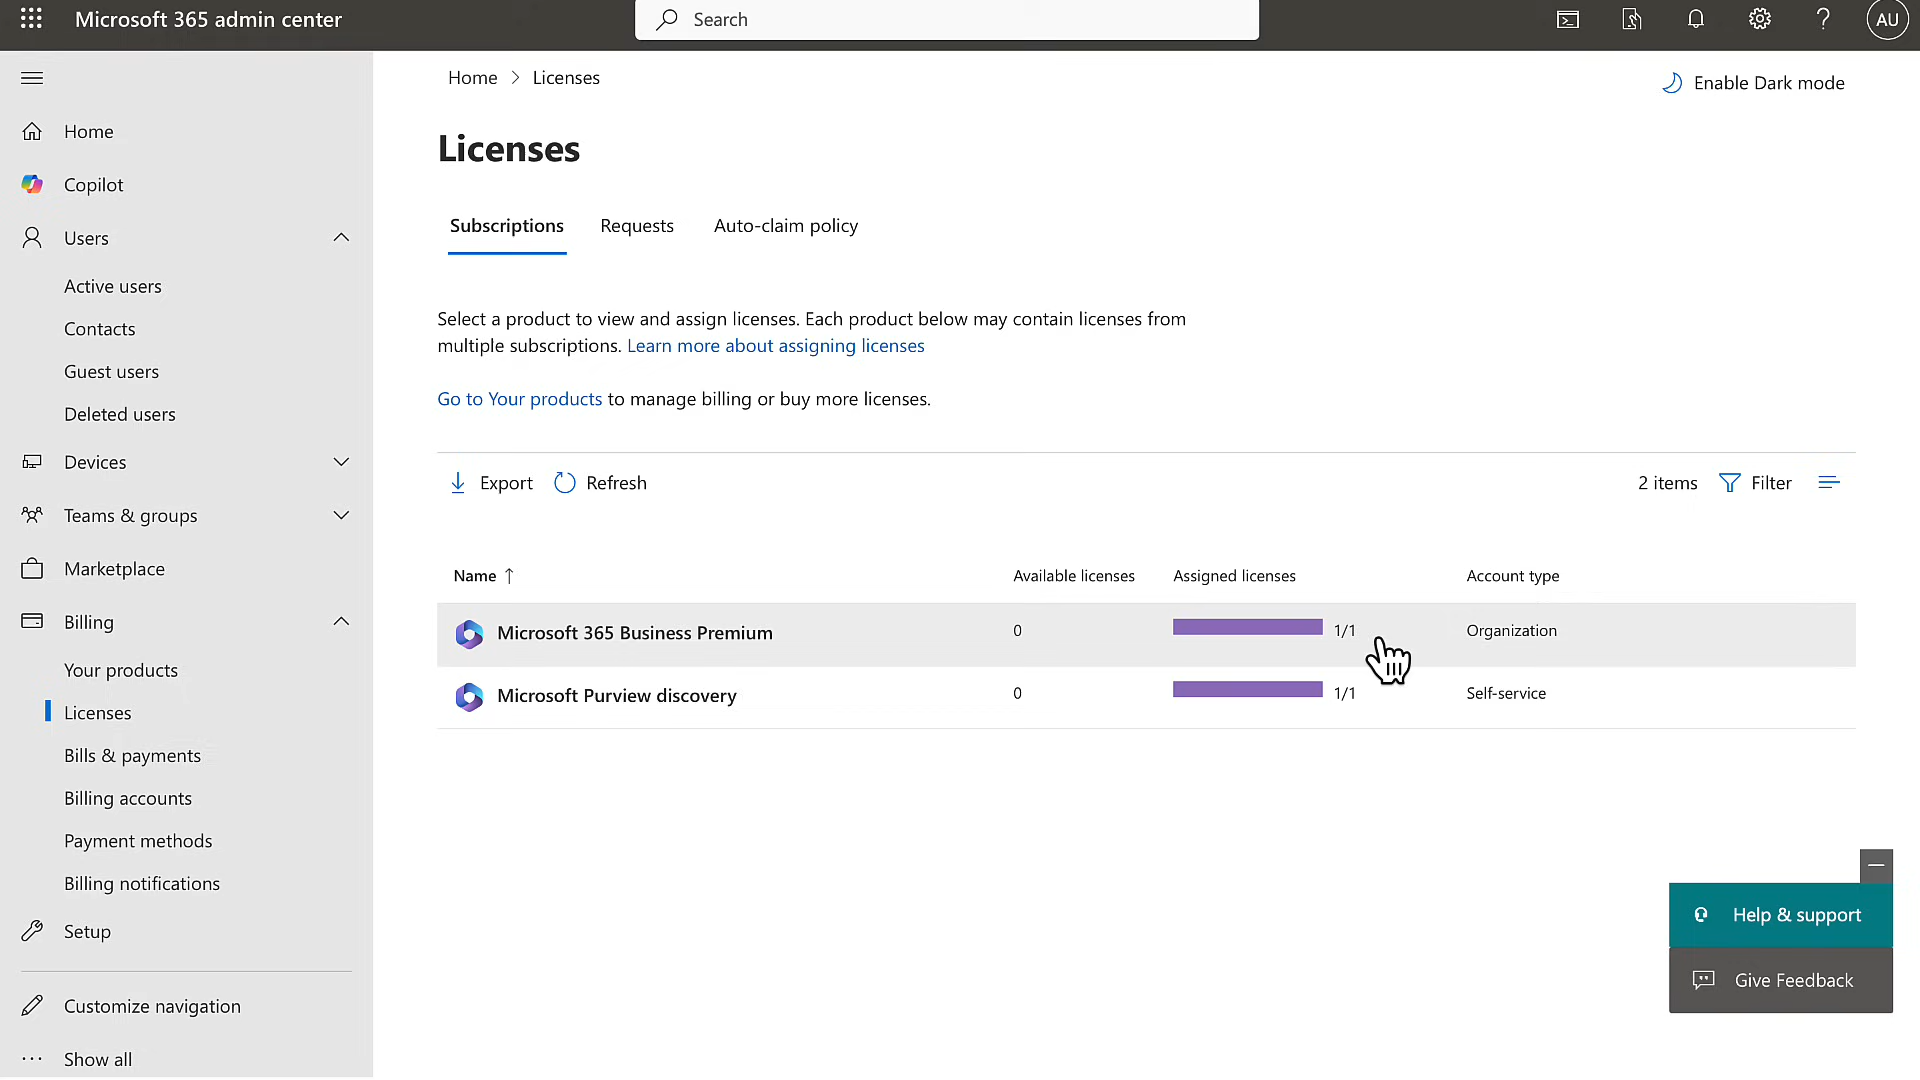 Microsoft 365 admin center
Search
AU
Home > Licenses
Enable Dark mode
Home
Copilot
Users
Active users
Contacts
Guest users
Deleted users
Devices
Teams & groups
Marketplace
Billing
Your products
Licenses
Bills & payments
Billing accounts
Payment methods
Billing notifications
Setup
Customize navigation
Show all
Licenses
Subscriptions Requests Auto-claim policy
Select a product to view and assign licenses. Each product below may contain licenses from
multiple subscriptions. Learn more about assigning licenses
Go to Your products to manage billing or buy more licenses.
Export Refresh 2 items Filter
Name ↑ Available licenses Assigned licenses Account type
Microsoft 365 Business Premium 0 1/1 Organization
Microsoft Purview discovery 0 1/1 Self-service
Help & support
Give Feedback